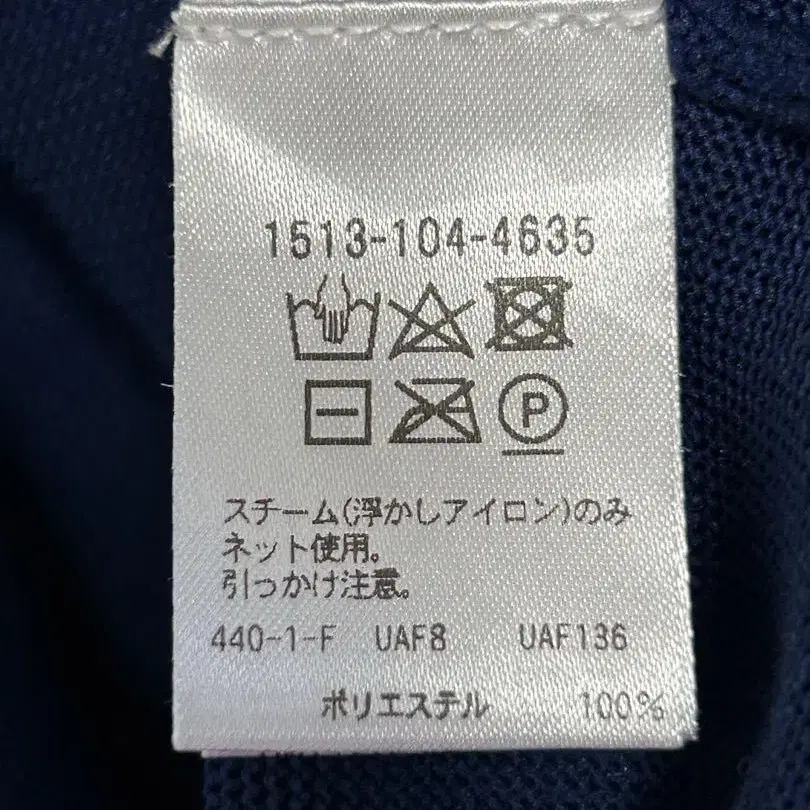 1513-104-4635
P
スチーム(浮かしアイロン)のみ
ネット使用。
引っかけ注意。
440-1-F UAF8 UAF136
ポリエステル 100%